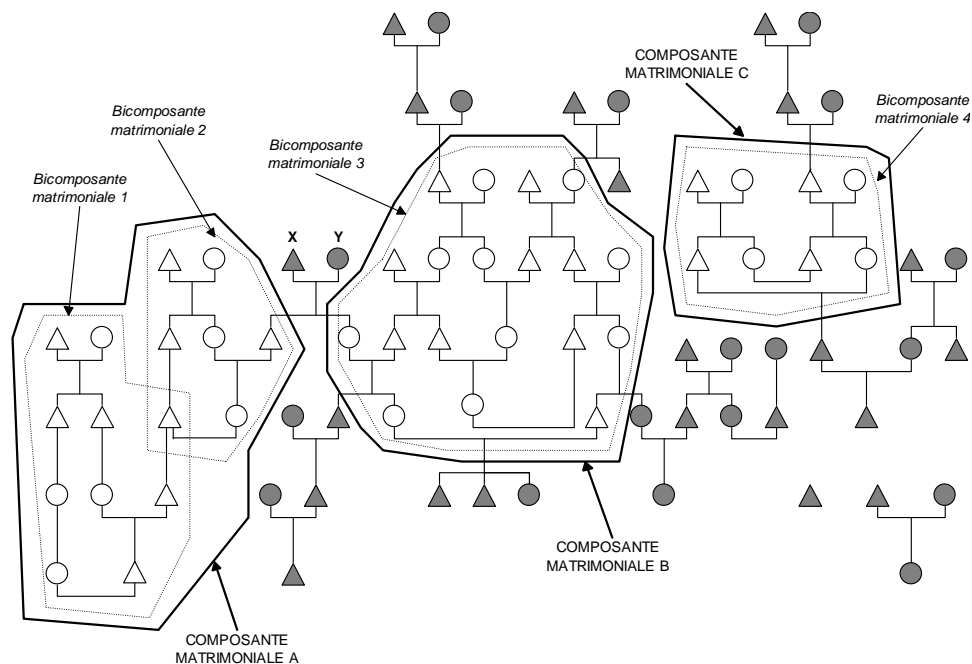 COMPOSANTE
MATRIMONIALE C
Bicomposante
matrimoniale 2
Bicomposante
matrimoniale 4
Bicomposante
matrimoniale 3
Bicomposante
matrimoniale 1
X Y
COMPOSANTE
MATRIMONIALE B
COMPOSANTE
MATRIMONIALE A